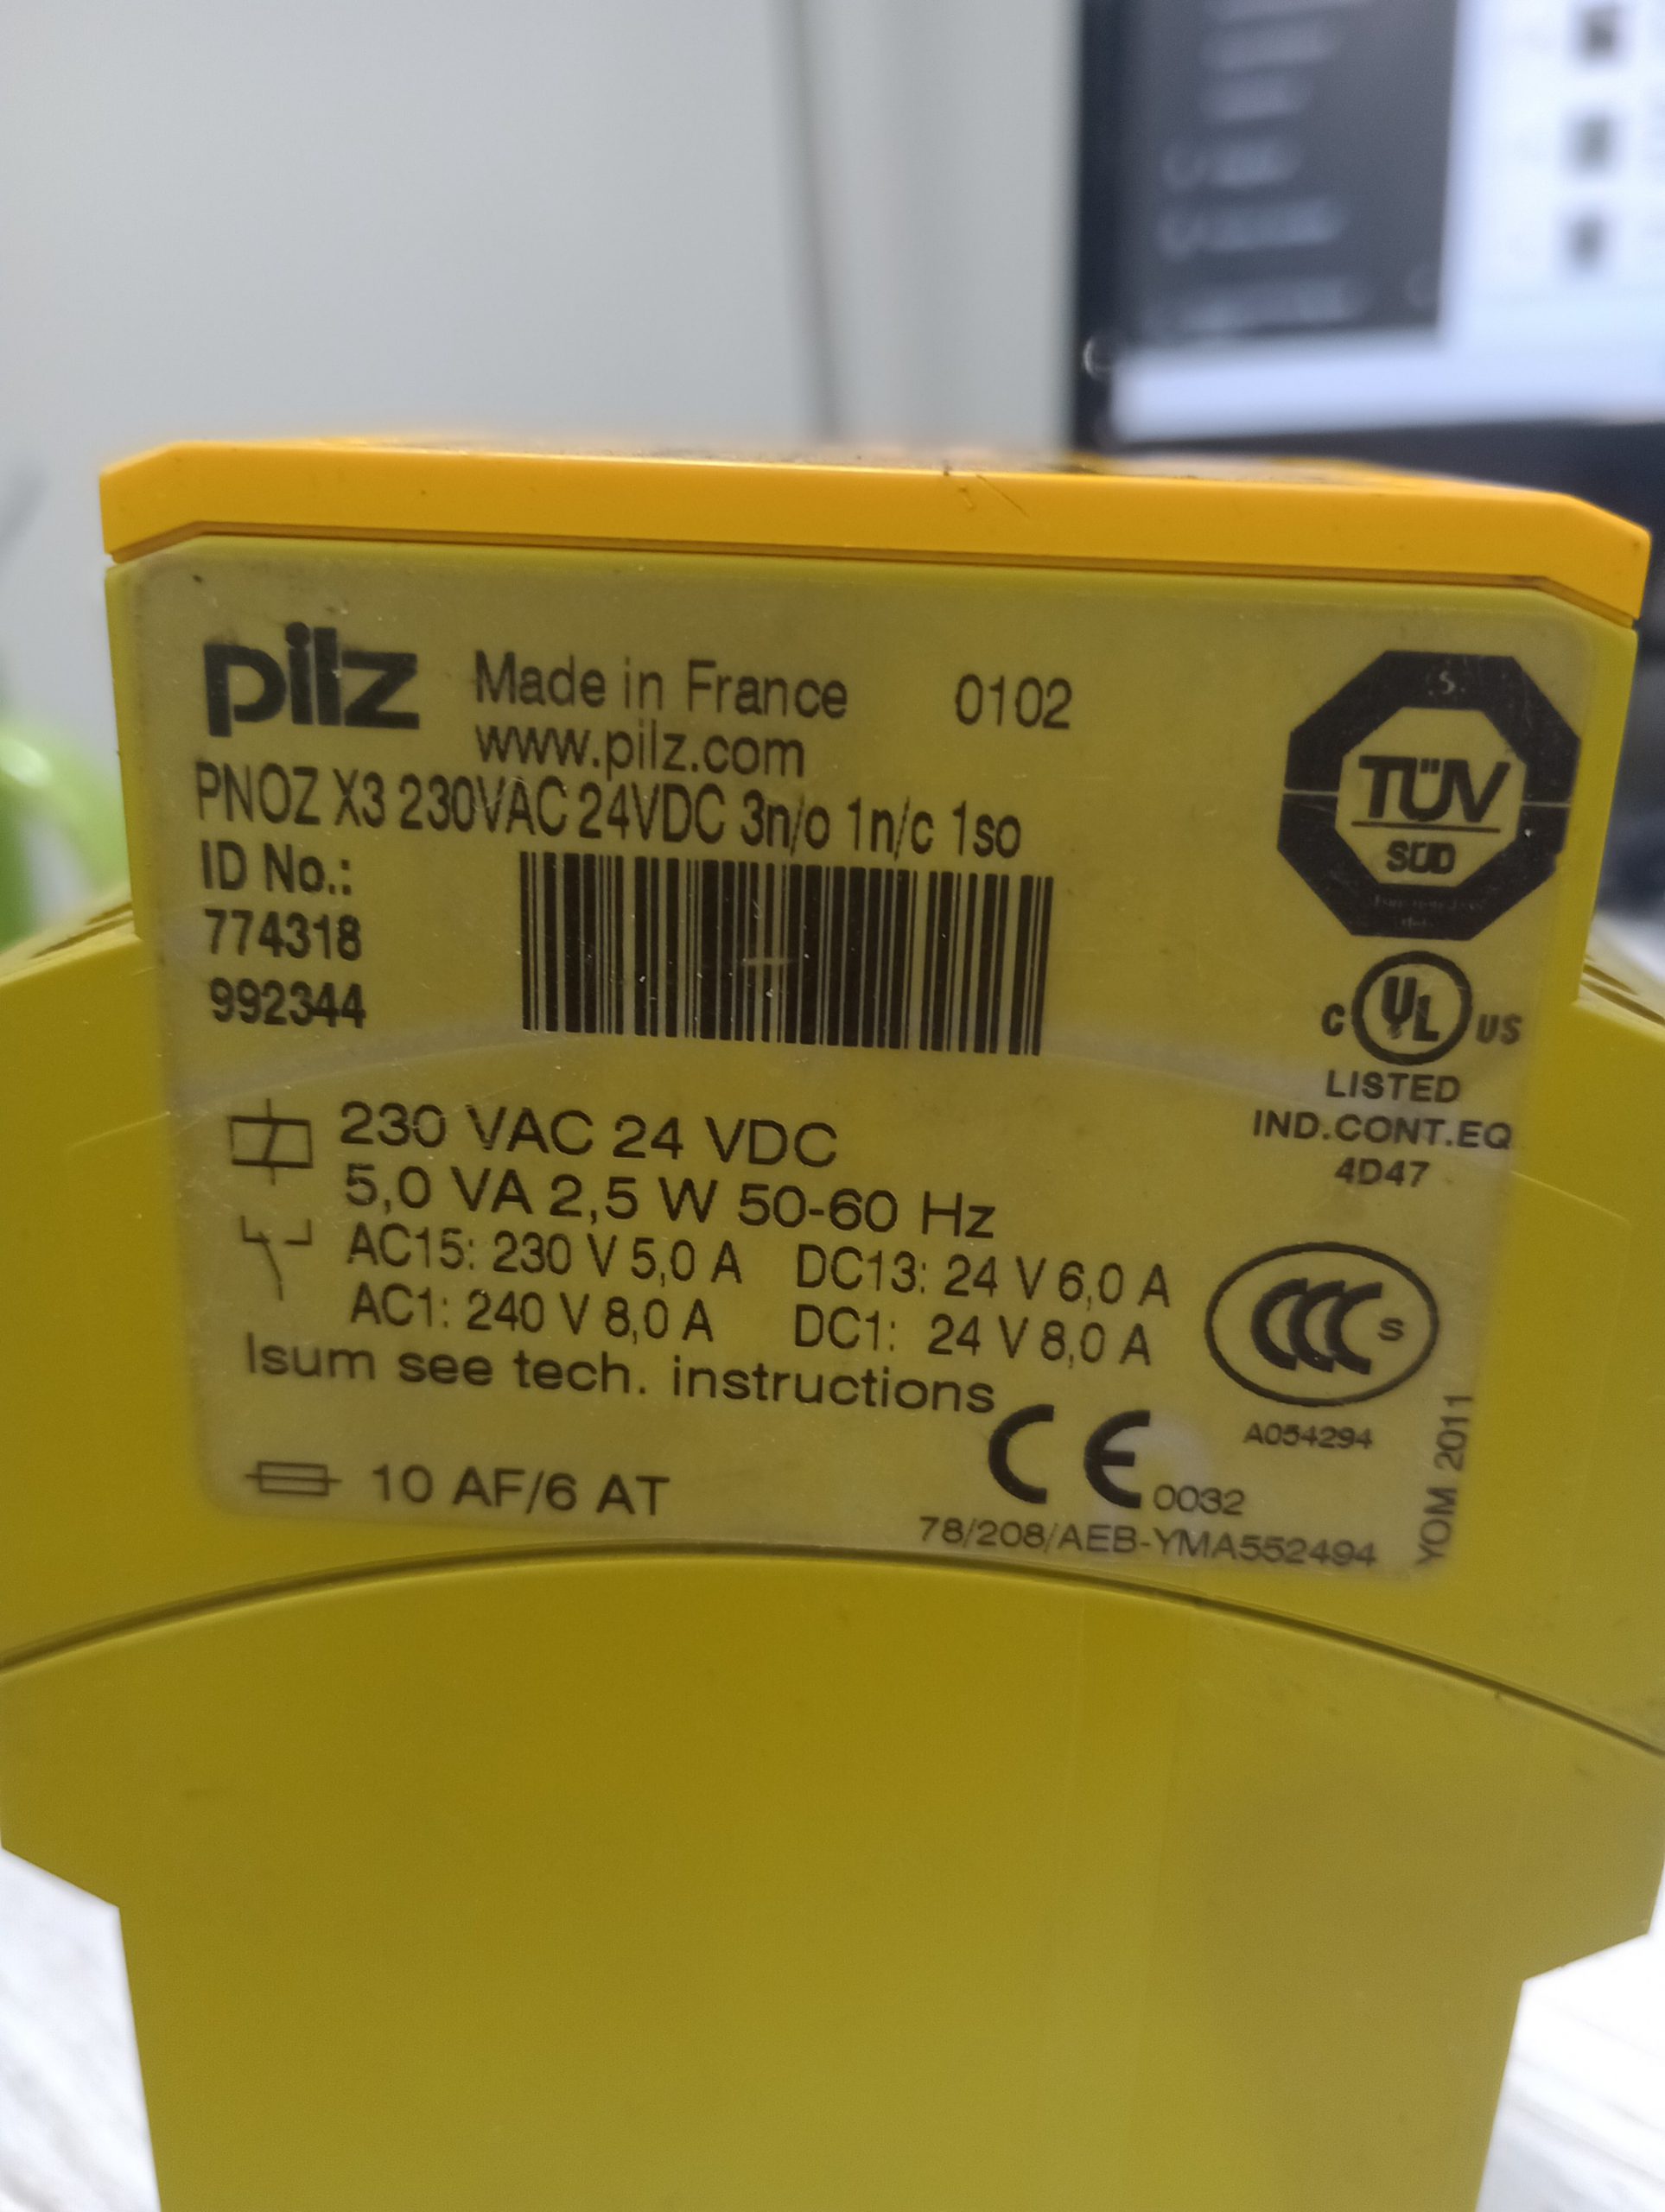 pilz Made in France 0102
www.pilz.com
PNOZ X3 230VAC 24VDC 3n/o 1n/c 1so
ID No.:
774318
992344
TÜV
SÜD
C UL US
LISTED
IND.CONT.EQ
4D47
230 VAC 24 VDC
5,0 VA 2,5 W 50-60 Hz
AC15: 230 V 5,0 A DC13: 24 V 6,0 A
AC1: 240 V 8,0 A DC1: 24 V 8,0 A
Isum see tech. instructions
CCC S
A054294
10 AF/6 AT
CE 0032
78/208/AEB-YMA552494
YOM 2011